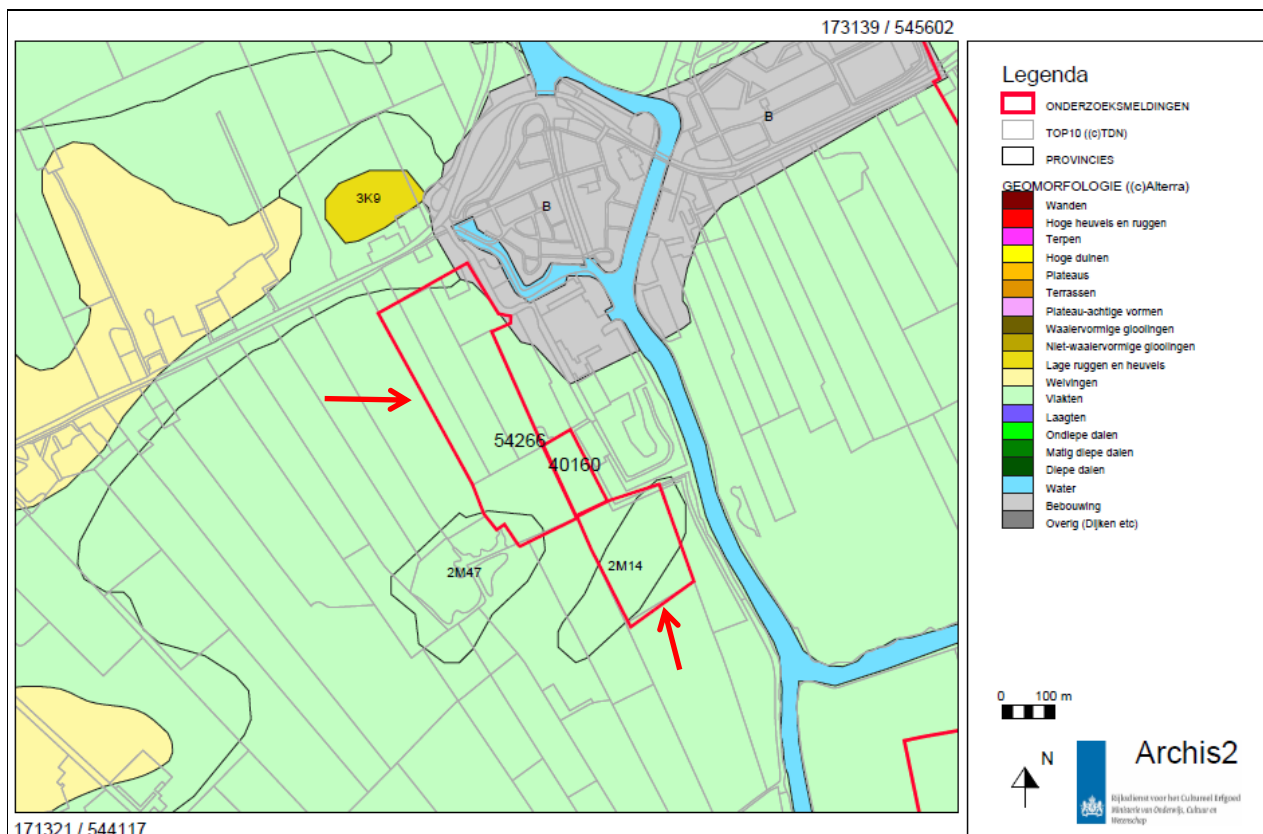 173139 / 545602
3K9
B
B
54266
40160
2M47
2M14
171321 / 544117
Legenda
ONDERZOEKSMELDINGEN
TOP10 ((c)TDN)
PROVINCIES
GEOMORFOLOGIE ((c)Alterra)
Wanden
Hoge heuvels en ruggen
Terpen
Hoge duinen
Plateaus
Terrassen
Plateau-achtige vormen
Waaiervormige glooiingen
Niet-waaiervormige glooiingen
Lage ruggen en heuvels
Welvingen
Vlakten
Laagten
Ondiepe dalen
Matig diepe dalen
Diepe dalen
Water
Bebouwing
Overig (Dijken etc)
0 100 m
N
Archis2
Rijksdienst voor het Cultureel Erfgoed
Ministerie van Onderwijs, Cultuur en
Wetenschap